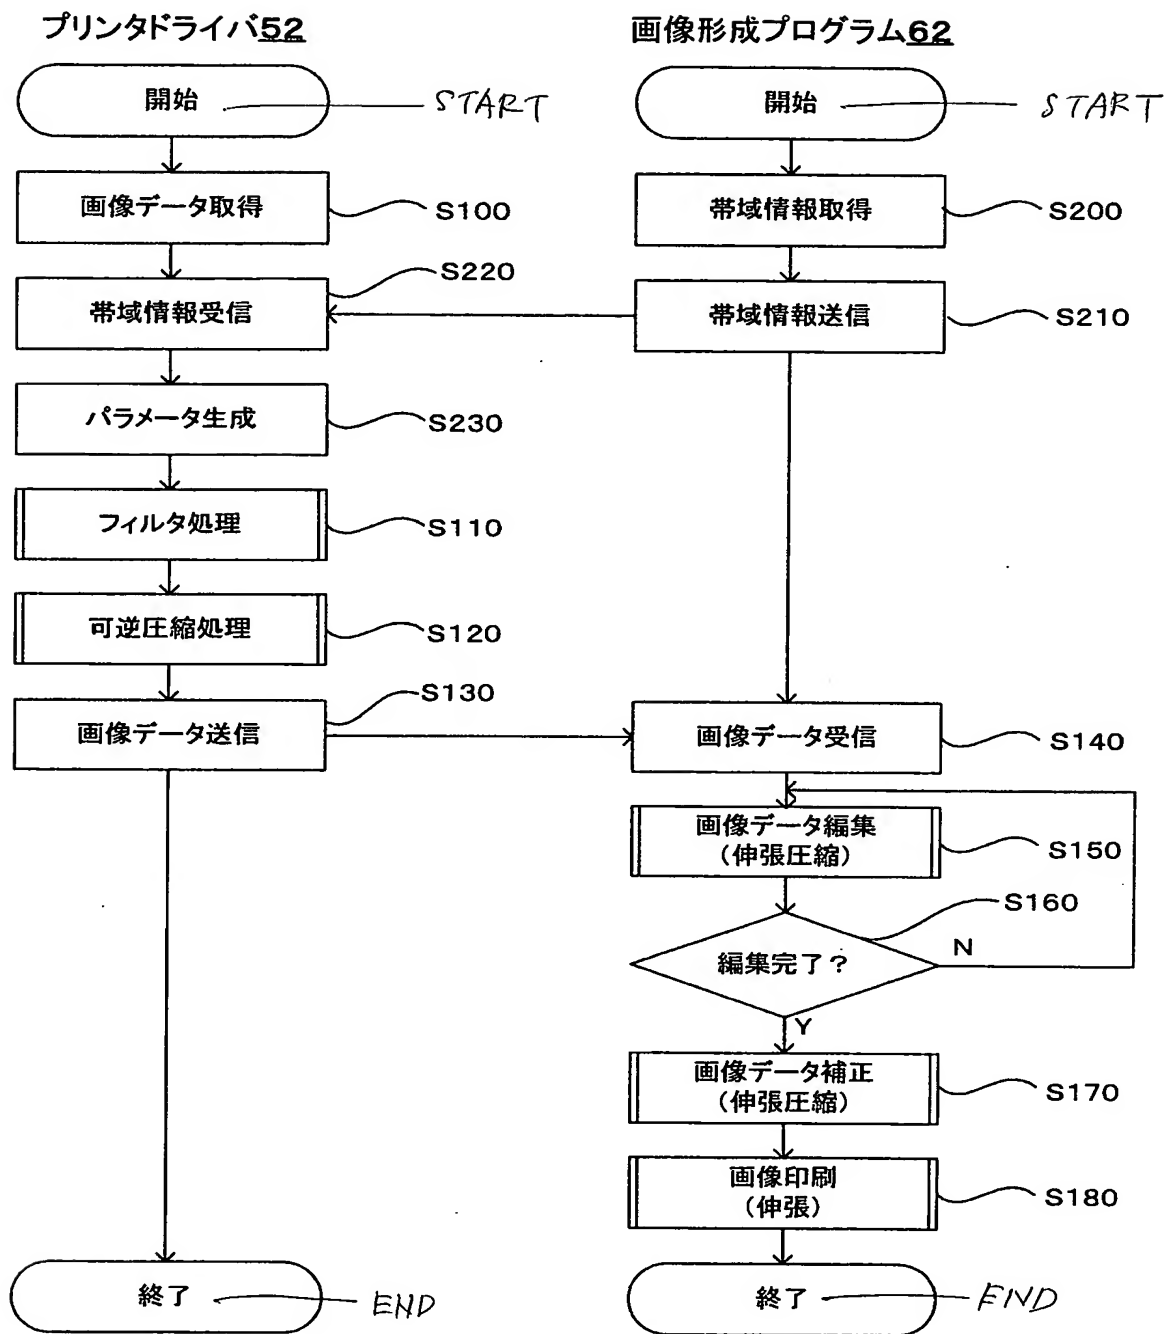 プリンタドライバ52
開始
START
画像データ取得
S100
帯域情報受信
S220
パラメータ生成
S230
フィルタ処理
S110
可逆圧縮処理
S120
画像データ送信
S130
終了
END
画像形成プログラム62
開始
START
帯域情報取得
S200
帯域情報送信
S210
画像データ受信
S140
画像データ編集
(伸張圧縮)
S150
編集完了?
S160
N
Y
画像データ補正
(伸張圧縮)
S170
画像印刷
(伸張)
S180
終了
END